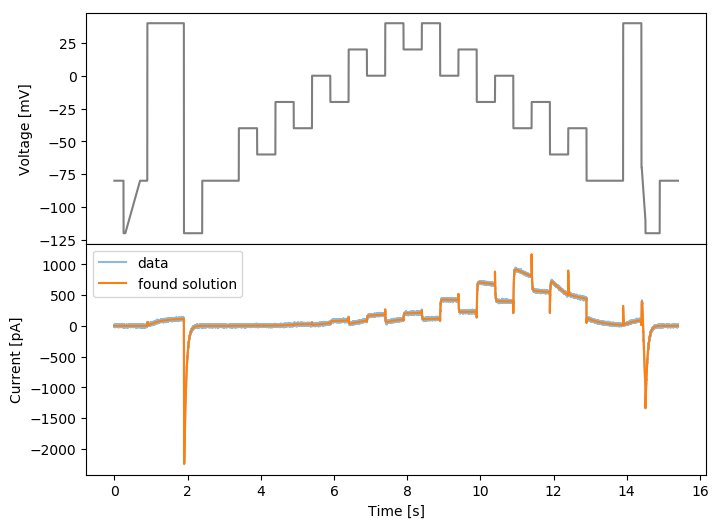 25
0
−25
−50
−75
−100
−125
Voltage [mV]
data
found solution
1000
500
0
−500
−1000
−1500
−2000
Current [pA]
0 2 4 6 8 10 12 14 16
Time [s]